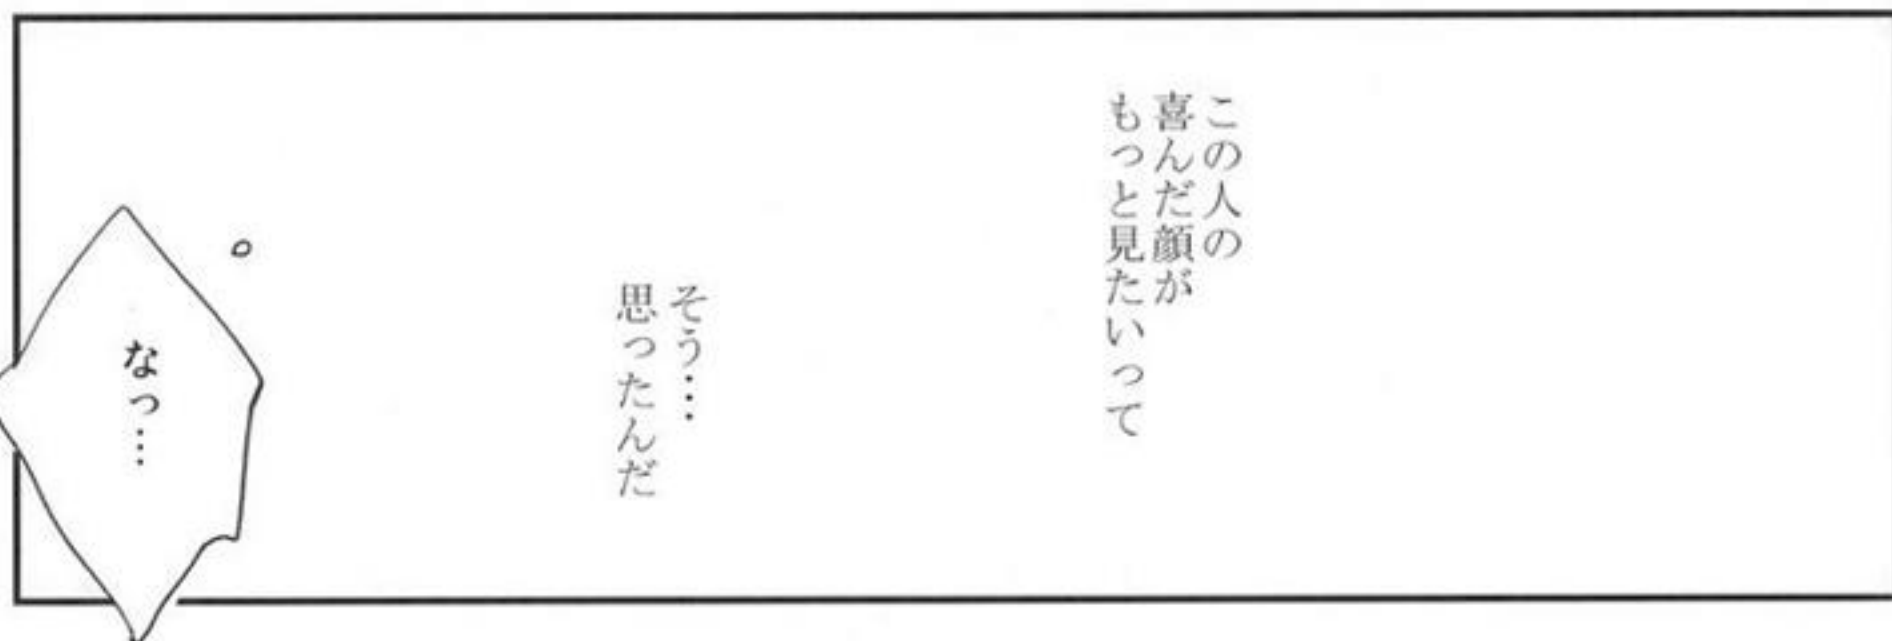 この人の
喜んだ顔が
もっと見たいって
そう・・・
思ったんだ
なっ…